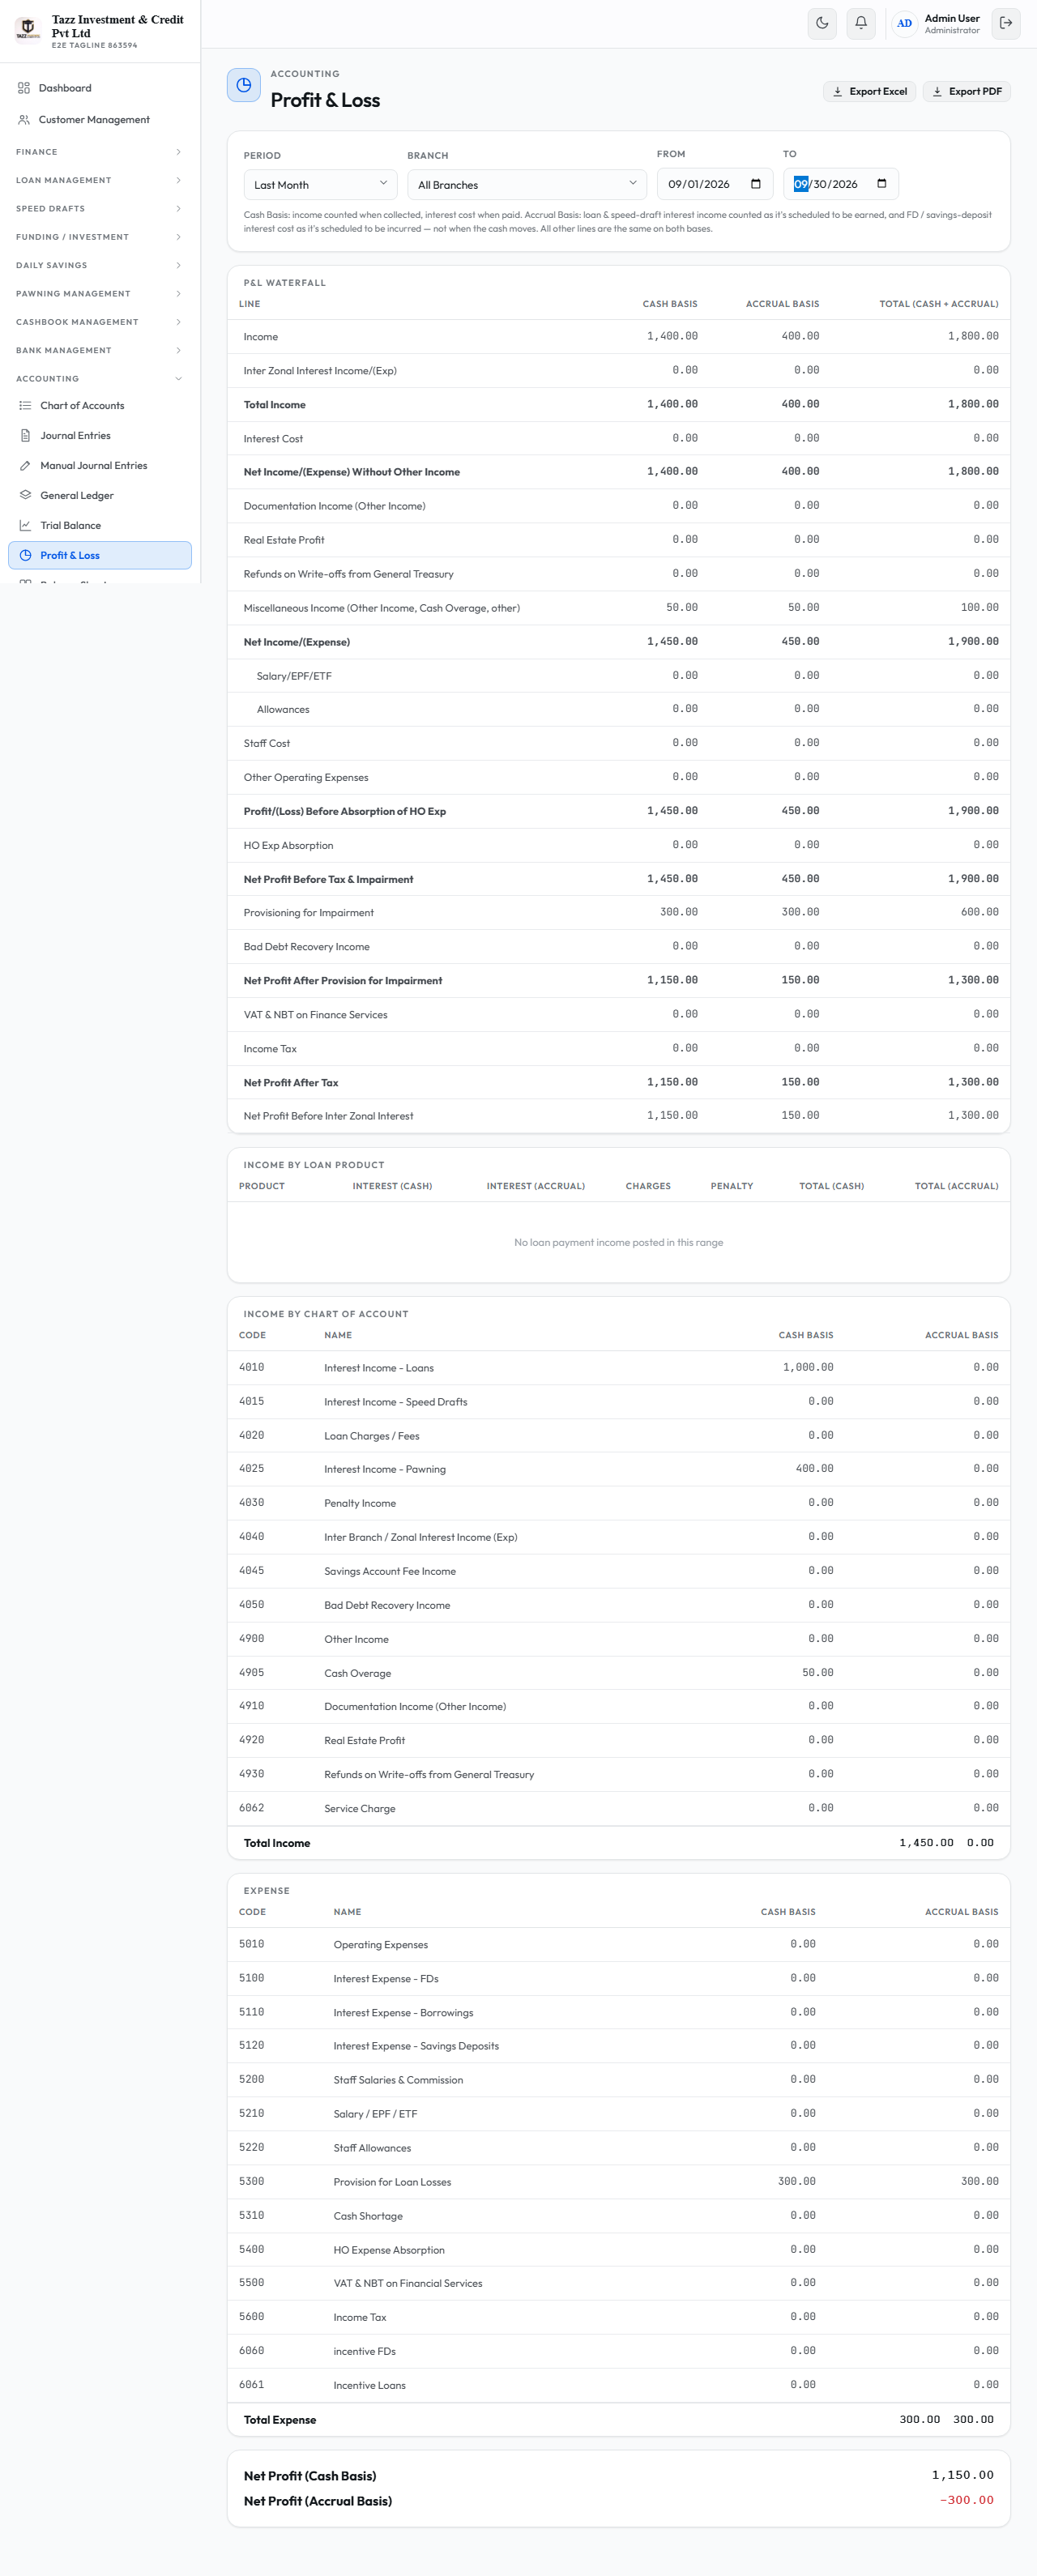 Tazz Investment & Credit
Pvt Ltd
E2E TAGLINE 863594
AD
Admin User
Administrator
Dashboard
Customer Management
FINANCE
LOAN MANAGEMENT
SPEED DRAFTS
FUNDING / INVESTMENT
DAILY SAVINGS
PAWNING MANAGEMENT
CASHBOOK MANAGEMENT
BANK MANAGEMENT
ACCOUNTING
Chart of Accounts
Journal Entries
Manual Journal Entries
General Ledger
Trial Balance
Profit & Loss
ACCOUNTING
Profit & Loss
Export Excel
Export PDF
PERIOD BRANCH FROM TO
Last Month All Branches 09/01/2026 09/30/2026
Cash Basis: income counted when collected, interest cost when paid. Accrual Basis: loan & speed-draft interest income counted as it's scheduled to be earned, and FD / savings-deposit
interest cost as it's scheduled to be incurred — not when the cash moves. All other lines are the same on both bases.
P&L WATERFALL
LINE CASH BASIS ACCRUAL BASIS TOTAL (CASH + ACCRUAL)
Income 1,400.00 400.00 1,800.00
Inter Zonal Interest Income/(Exp) 0.00 0.00 0.00
Total Income 1,400.00 400.00 1,800.00
Interest Cost 0.00 0.00 0.00
Net Income/(Expense) Without Other Income 1,400.00 400.00 1,800.00
Documentation Income (Other Income) 0.00 0.00 0.00
Real Estate Profit 0.00 0.00 0.00
Refunds on Write-offs from General Treasury 0.00 0.00 0.00
Miscellaneous Income (Other Income, Cash Overage, other) 50.00 50.00 100.00
Net Income/(Expense) 1,450.00 450.00 1,900.00
Salary/EPF/ETF 0.00 0.00 0.00
Allowances 0.00 0.00 0.00
Staff Cost 0.00 0.00 0.00
Other Operating Expenses 0.00 0.00 0.00
Profit/(Loss) Before Absorption of HO Exp 1,450.00 450.00 1,900.00
HO Exp Absorption 0.00 0.00 0.00
Net Profit Before Tax & Impairment 1,450.00 450.00 1,900.00
Provisioning for Impairment 300.00 300.00 600.00
Bad Debt Recovery Income 0.00 0.00 0.00
Net Profit After Provision for Impairment 1,150.00 150.00 1,300.00
VAT & NBT on Finance Services 0.00 0.00 0.00
Income Tax 0.00 0.00 0.00
Net Profit After Tax 1,150.00 150.00 1,300.00
Net Profit Before Inter Zonal Interest 1,150.00 150.00 1,300.00
INCOME BY LOAN PRODUCT
PRODUCT INTEREST (CASH) INTEREST (ACCRUAL) CHARGES PENALTY TOTAL (CASH) TOTAL (ACCRUAL)
No loan payment income posted in this range
INCOME BY CHART OF ACCOUNT
CODE NAME CASH BASIS ACCRUAL BASIS
4010 Interest Income - Loans 1,000.00 0.00
4015 Interest Income - Speed Drafts 0.00 0.00
4020 Loan Charges / Fees 0.00 0.00
4025 Interest Income - Pawning 400.00 0.00
4030 Penalty Income 0.00 0.00
4040 Inter Branch / Zonal Interest Income (Exp) 0.00 0.00
4045 Savings Account Fee Income 0.00 0.00
4050 Bad Debt Recovery Income 0.00 0.00
4900 Other Income 0.00 0.00
4905 Cash Overage 50.00 0.00
4910 Documentation Income (Other Income) 0.00 0.00
4920 Real Estate Profit 0.00 0.00
4930 Refunds on Write-offs from General Treasury 0.00 0.00
6062 Service Charge 0.00 0.00
Total Income 1,450.00 0.00
EXPENSE
CODE NAME CASH BASIS ACCRUAL BASIS
5010 Operating Expenses 0.00 0.00
5100 Interest Expense - FDs 0.00 0.00
5110 Interest Expense - Borrowings 0.00 0.00
5120 Interest Expense - Savings Deposits 0.00 0.00
5200 Staff Salaries & Commission 0.00 0.00
5210 Salary / EPF / ETF 0.00 0.00
5220 Staff Allowances 0.00 0.00
5300 Provision for Loan Losses 300.00 300.00
5310 Cash Shortage 0.00 0.00
5400 HO Expense Absorption 0.00 0.00
5500 VAT & NBT on Financial Services 0.00 0.00
5600 Income Tax 0.00 0.00
6060 incentive FDs 0.00 0.00
6061 Incentive Loans 0.00 0.00
Total Expense 300.00 300.00
Net Profit (Cash Basis) 1,150.00
Net Profit (Accrual Basis) -300.00